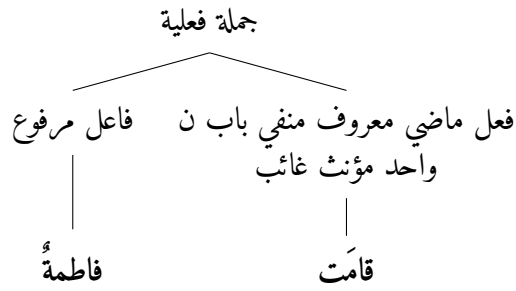 جملة فعلية
فعل ماضي معروف منفي باب ن
واحد مؤنث غائب
فاعل مرفوع
قامَت
فاطمةٌ